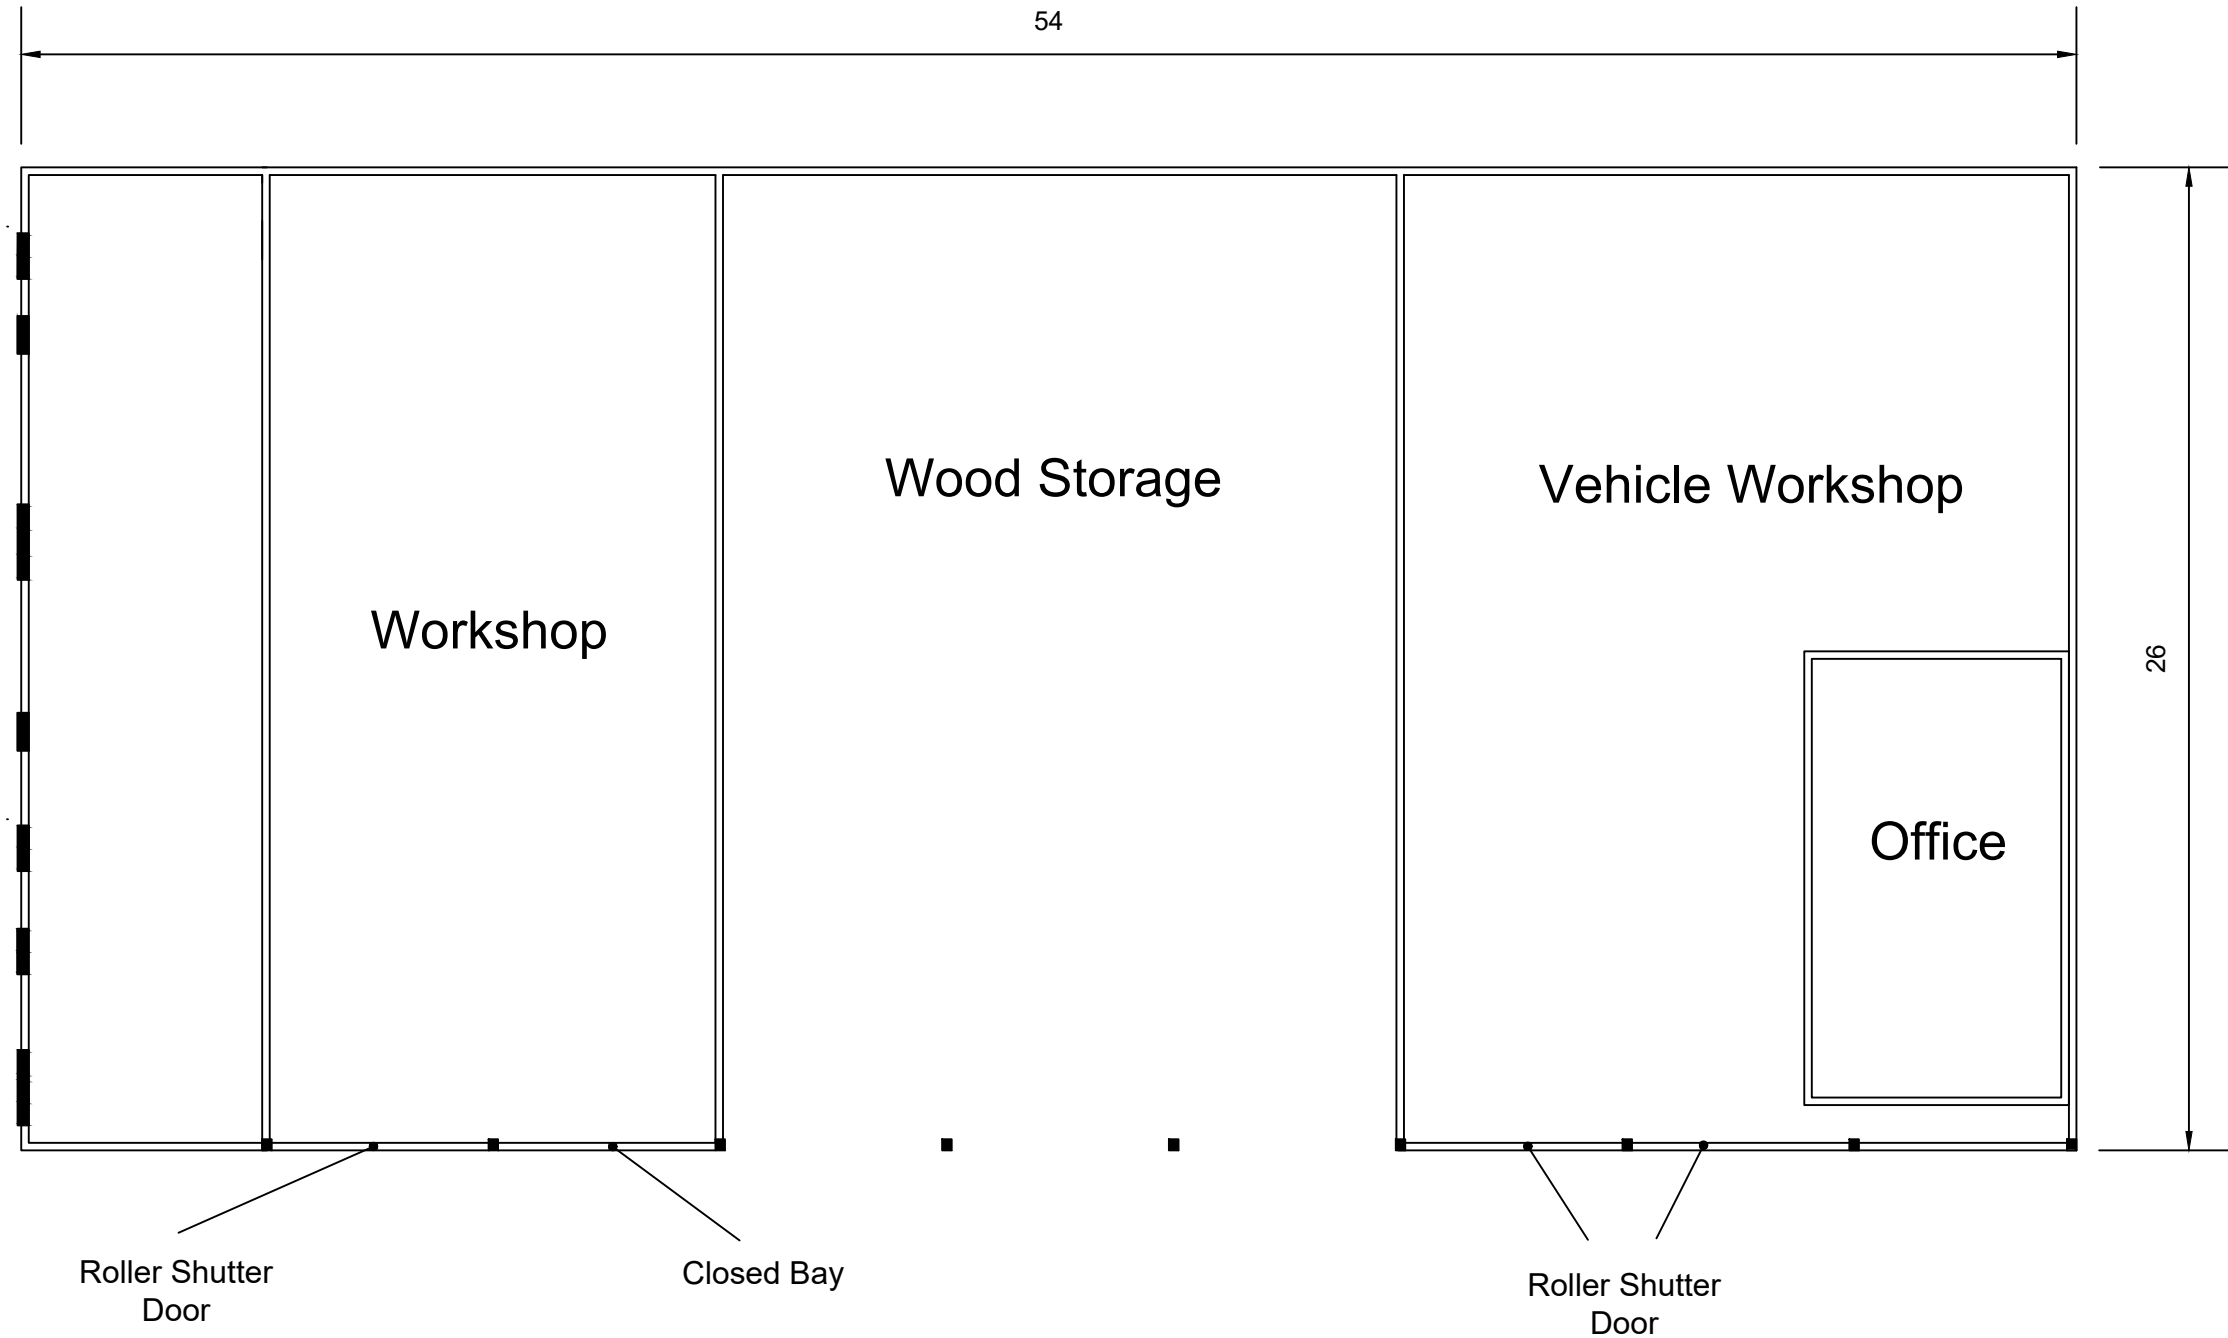 54
Wood Storage
Vehicle Workshop
Workshop
26
Office
Roller Shutter
Door
Closed Bay
Roller Shutter
Door